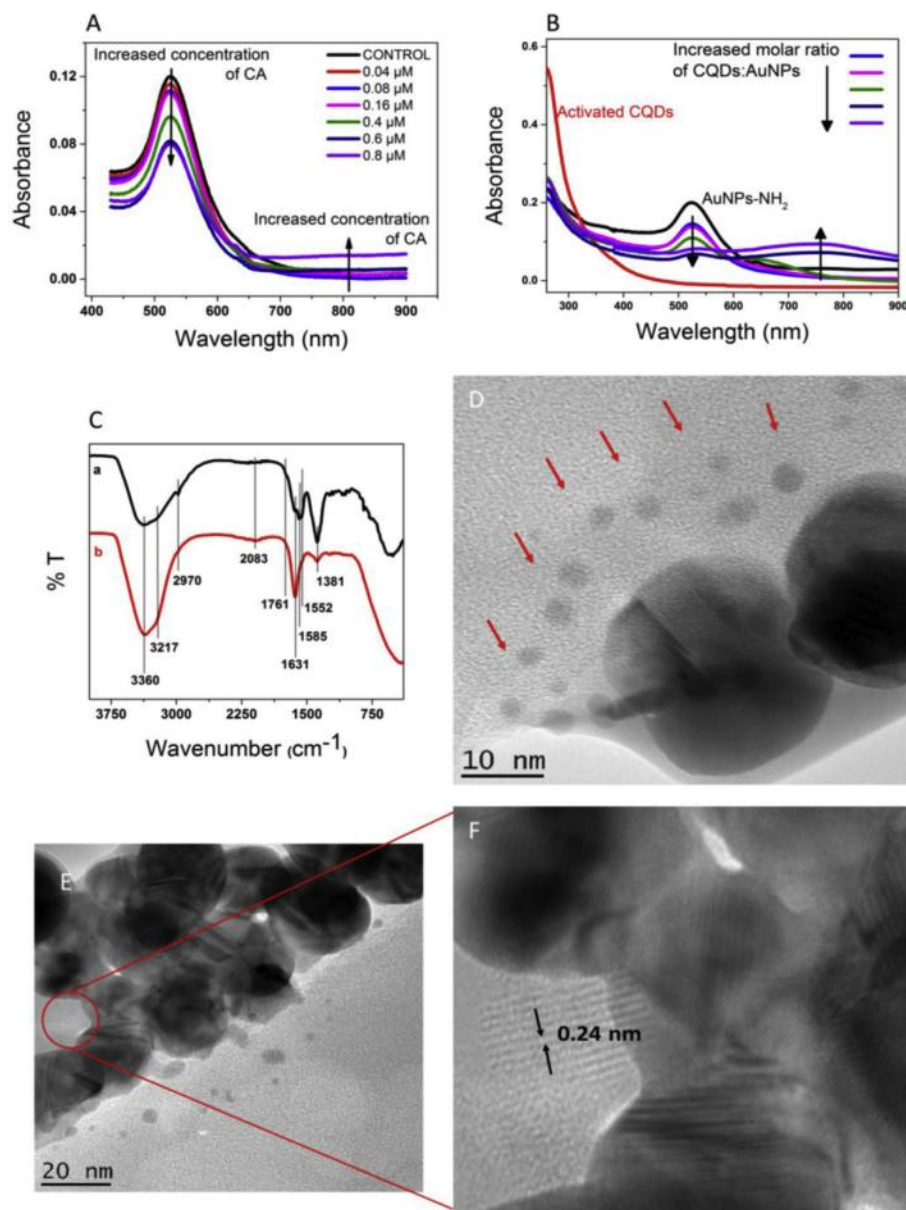 A
Increased concentration
of CA
CONTROL
0.04 µM
0.08 µM
0.16 µM
0.4 µM
0.6 µM
0.8 µM
Increased concentration
of CA
Absorbance
0.12
0.08
0.04
0.00
400 500 600 700 800 900
Wavelength (nm)
B
Increased molar ratio
of CQDs:AuNPs
Activated CQDs
AuNPs-NH₂
Absorbance
0.6
0.4
0.2
0.0
300 400 500 600 700 800 900
Wavelength (nm)
C
a
b
% T
2970
2083
1761
1381
1552
1585
1631
3217
3360
3750 3000 2250 1500 750
Wavenumber (cm⁻¹)
D
10 nm
E
20 nm
F
0.24 nm